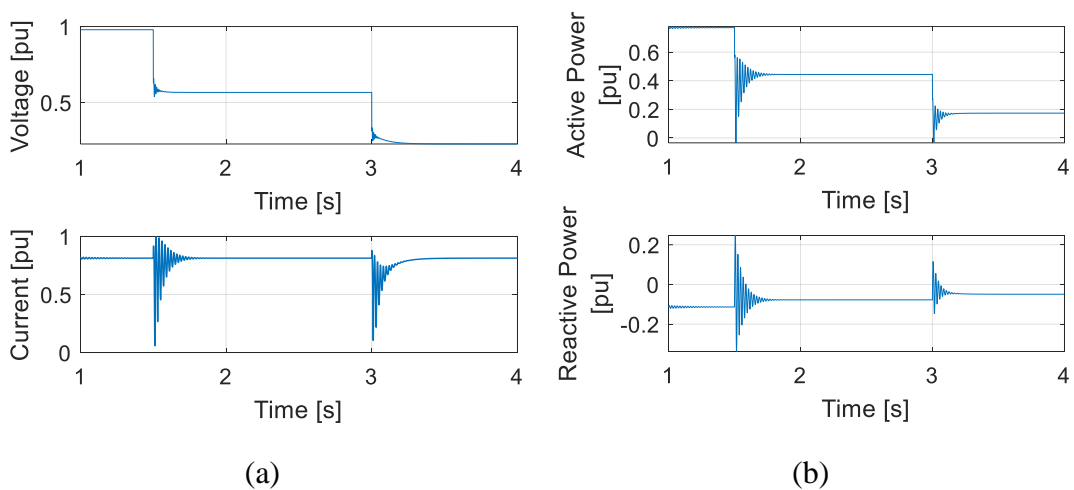 Voltage [pu]
1
0.5
1
2
3
4
Time [s]
Current [pu]
1
0.5
0
1
2
3
4
Time [s]
(a)
Active Power
[pu]
0.6
0.4
0.2
0
1
2
3
4
Time [s]
Reactive Power
[pu]
0.2
0
-0.2
1
2
3
4
Time [s]
(b)